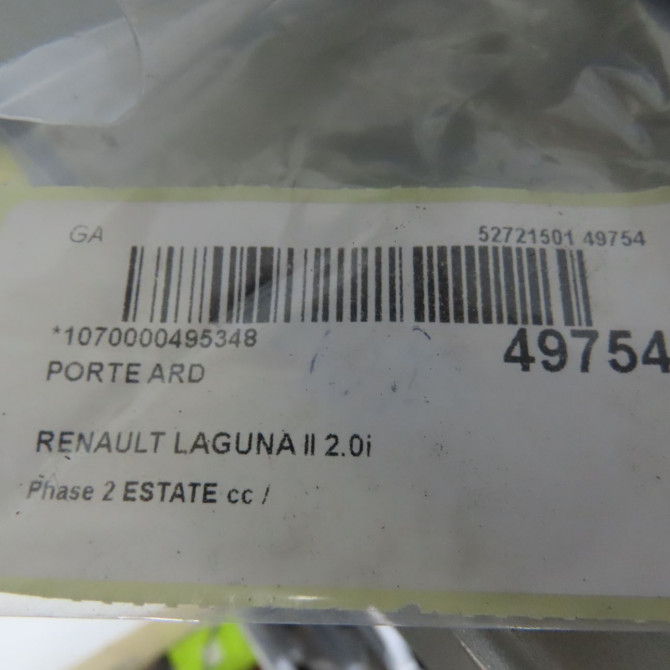 GA 52721501 49754
*1070000495348
49754
PORTE ARD
RENAULT LAGUNA II 2.0i
Phase 2 ESTATE cc /